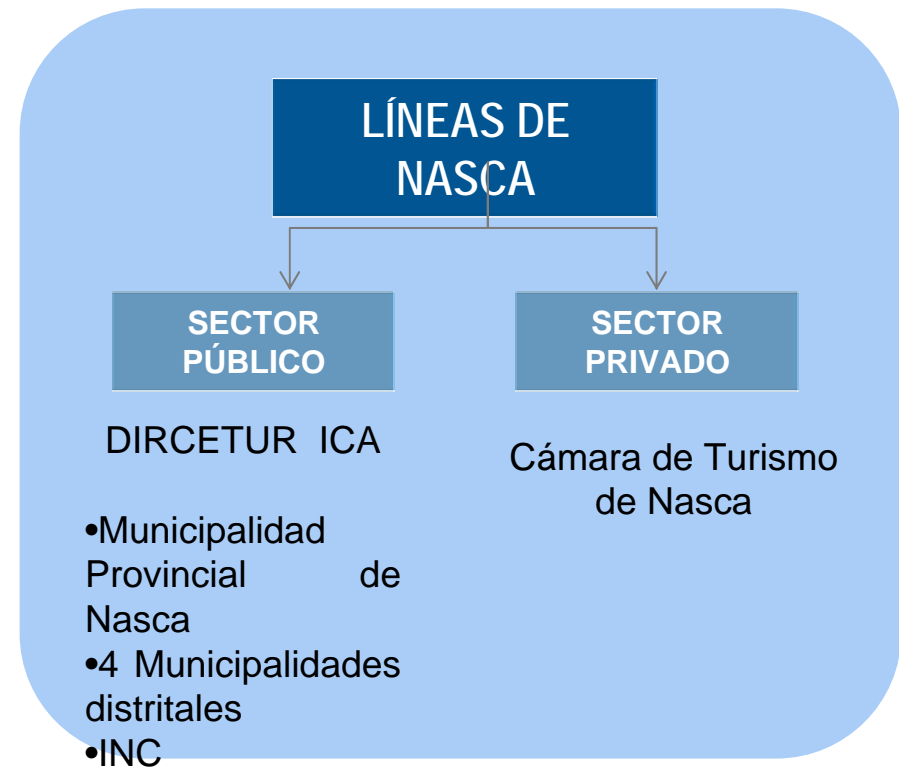 LÍNEAS DE
NASCA
SECTOR
PÚBLICO
DIRCETUR ICA
•Municipalidad
Provincial de
Nasca
•4 Municipalidades
distritales
•INC
SECTOR
PRIVADO
Cámara de Turismo
de Nasca